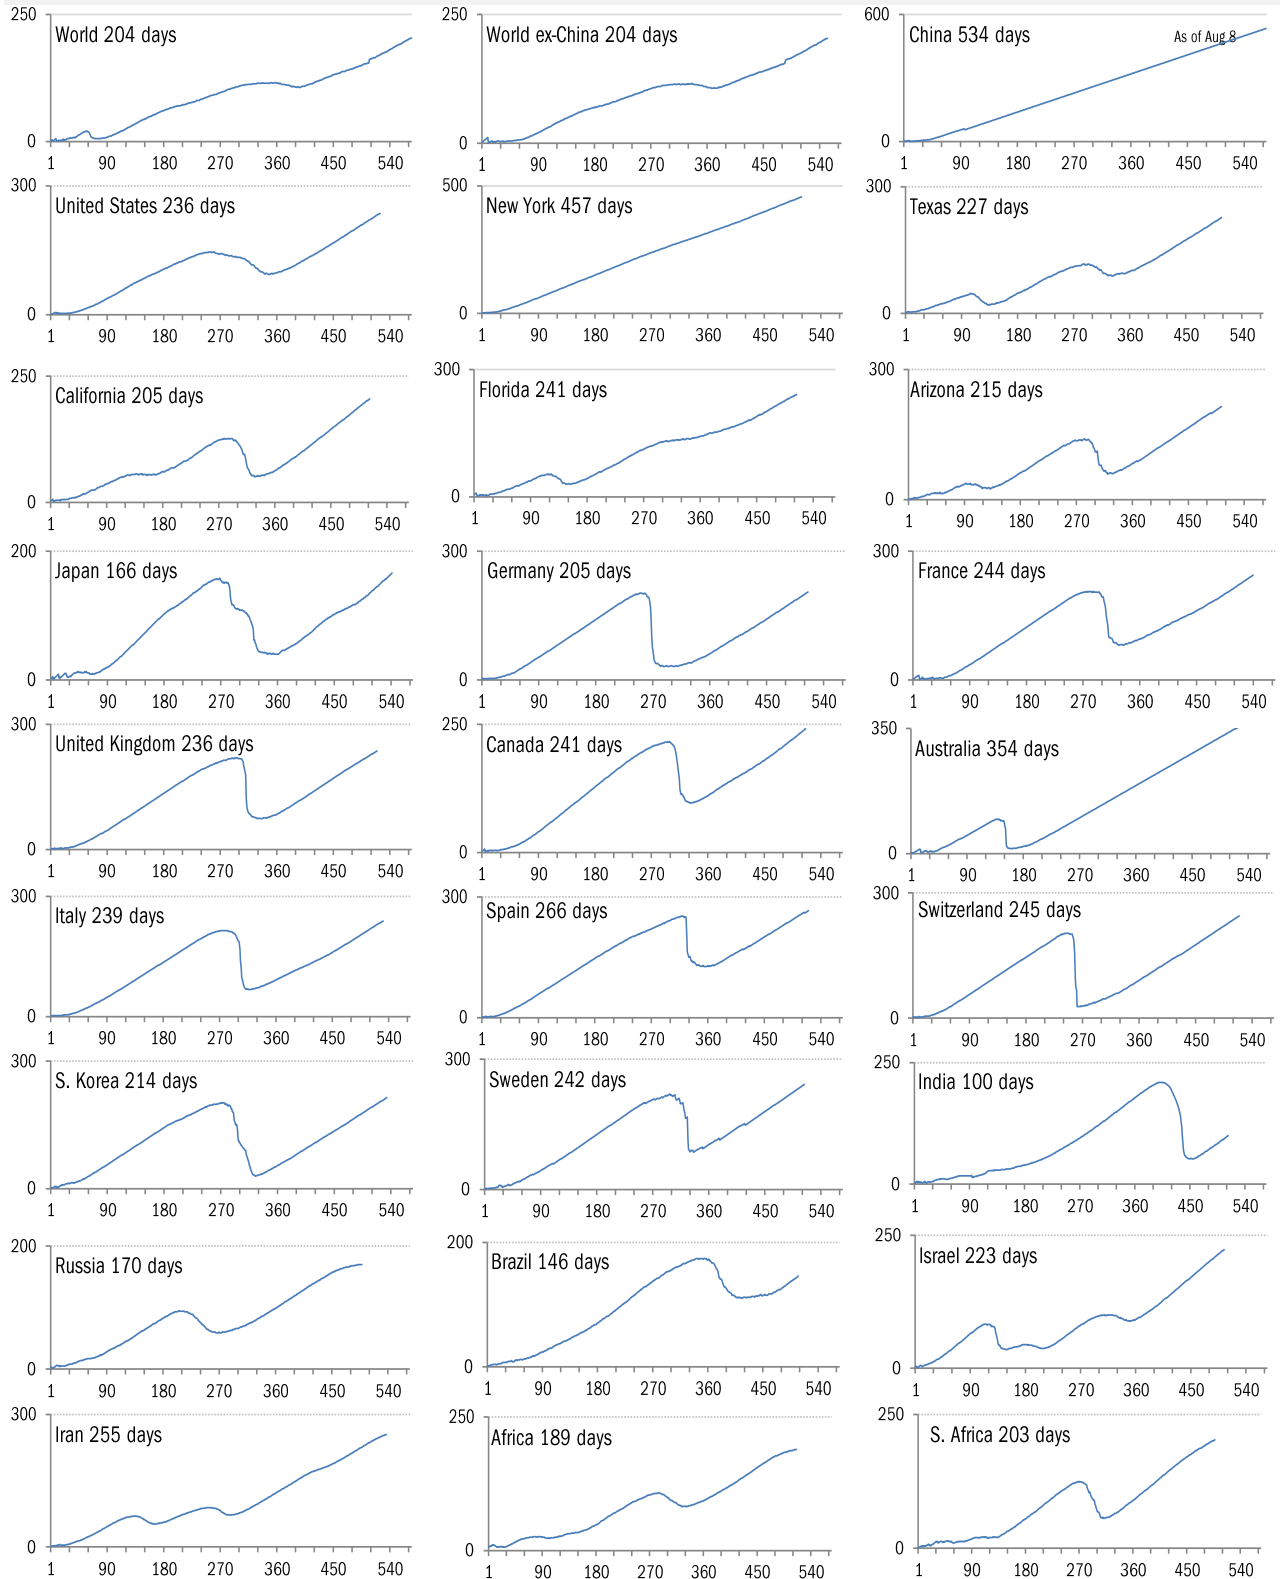 250
World 204 days
0
1 90 180 270 360 450 540
250
World ex-China 204 days
0
1 90 180 270 360 450 540
600
China 534 days
As of Aug 8
0
1 90 180 270 360 450 540
300
United States 236 days
0
1 90 180 270 360 450 540
500
New York 457 days
0
1 90 180 270 360 450 540
300
Texas 227 days
0
1 90 180 270 360 450 540
250
California 205 days
0
1 90 180 270 360 450 540
300
Florida 241 days
0
1 90 180 270 360 450 540
300
Arizona 215 days
0
1 90 180 270 360 450 540
200
Japan 166 days
0
1 90 180 270 360 450 540
300
Germany 205 days
0
1 90 180 270 360 450 540
300
France 244 days
0
1 90 180 270 360 450 540
300
United Kingdom 236 days
0
1 90 180 270 360 450 540
250
Canada 241 days
0
1 90 180 270 360 450 540
350
Australia 354 days
0
1 90 180 270 360 450 540
300
Italy 239 days
0
1 90 180 270 360 450 540
300
Spain 266 days
0
1 90 180 270 360 450 540
300
Switzerland 245 days
0
1 90 180 270 360 450 540
300
S. Korea 214 days
0
1 90 180 270 360 450 540
300
Sweden 242 days
0
1 90 180 270 360 450 540
250
India 100 days
0
1 90 180 270 360 450 540
200
Russia 170 days
0
1 90 180 270 360 450 540
200
Brazil 146 days
0
1 90 180 270 360 450 540
250
Israel 223 days
0
1 90 180 270 360 450 540
300
Iran 255 days
0
1 90 180 270 360 450 540
250
Africa 189 days
0
1 90 180 270 360 450 540
250
S. Africa 203 days
0
1 90 180 270 360 450 540